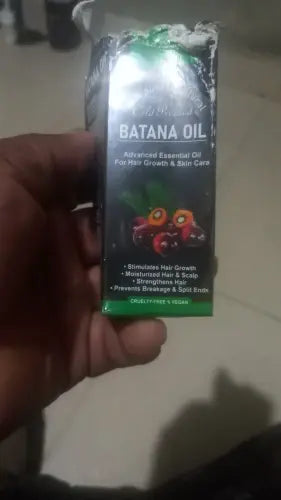 Cold Pressed
BATANA OIL
Advanced Essential Oil
For Hair Growth & Skin Care
• Stimulates Hair Growth
• Moisturized Hair & Scalp
• Strengthens Hair
• Prevents Breakage & Split Ends
CRUELTY-FREE & VEGAN